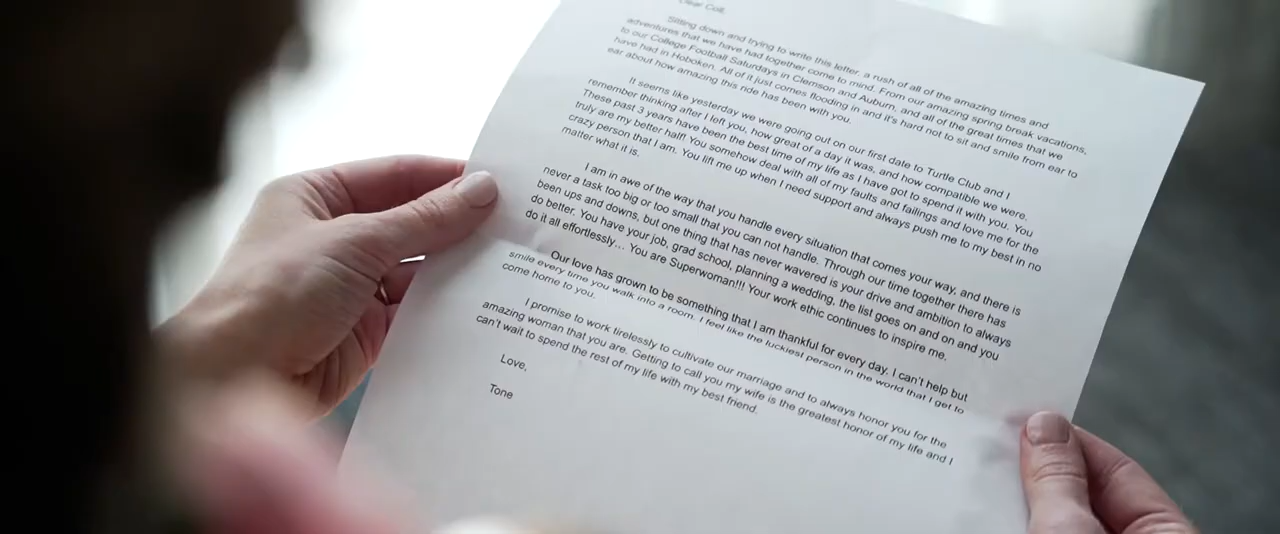 Dear Coll,
Sitting down and trying to write this letter, a rush of all of the amazing times and
adventures that we have had together come to mind. From our amazing spring break vacations,
to our College Football Saturdays in Clemson and Auburn, and all of the great times that we
have had in Hoboken. All of it just comes flooding in and it's hard not to sit and smile from ear to
ear about how amazing this ride has been with you.
It seems like yesterday we were going out on our first date to Turtle Club and I
remember thinking after I left you, how great of a day it was, and how compatible we were.
These past 3 years have been the best time of my life as I have got to spend it with you. You
truly are my better half! You somehow deal with all of my faults and failings and love me for the
crazy person that I am. You lift me up when I need support and always push me to my best in no
matter what it is.
I am in awe of the way that you handle every situation that comes your way, and there is
never a task too big or too small that you can not handle. Through our time together there has
been ups and downs, but one thing that has never wavered is your drive and ambition to always
do better. You have your job, grad school, planning a wedding, the list goes on and on and you
do it all effortlessly… You are Superwoman!!! Your work ethic continues to inspire me.
Our love has grown to be something that I am thankful for every day. I can't help but
smile every time you walk into a room. I feel like the luckiest person in the world that I get to
come home to you.
I promise to work tirelessly to cultivate our marriage and to always honor you for the
amazing woman that you are. Getting to call you my wife is the greatest honor of my life and I
can't wait to spend the rest of my life with my best friend.
Love,
Tone